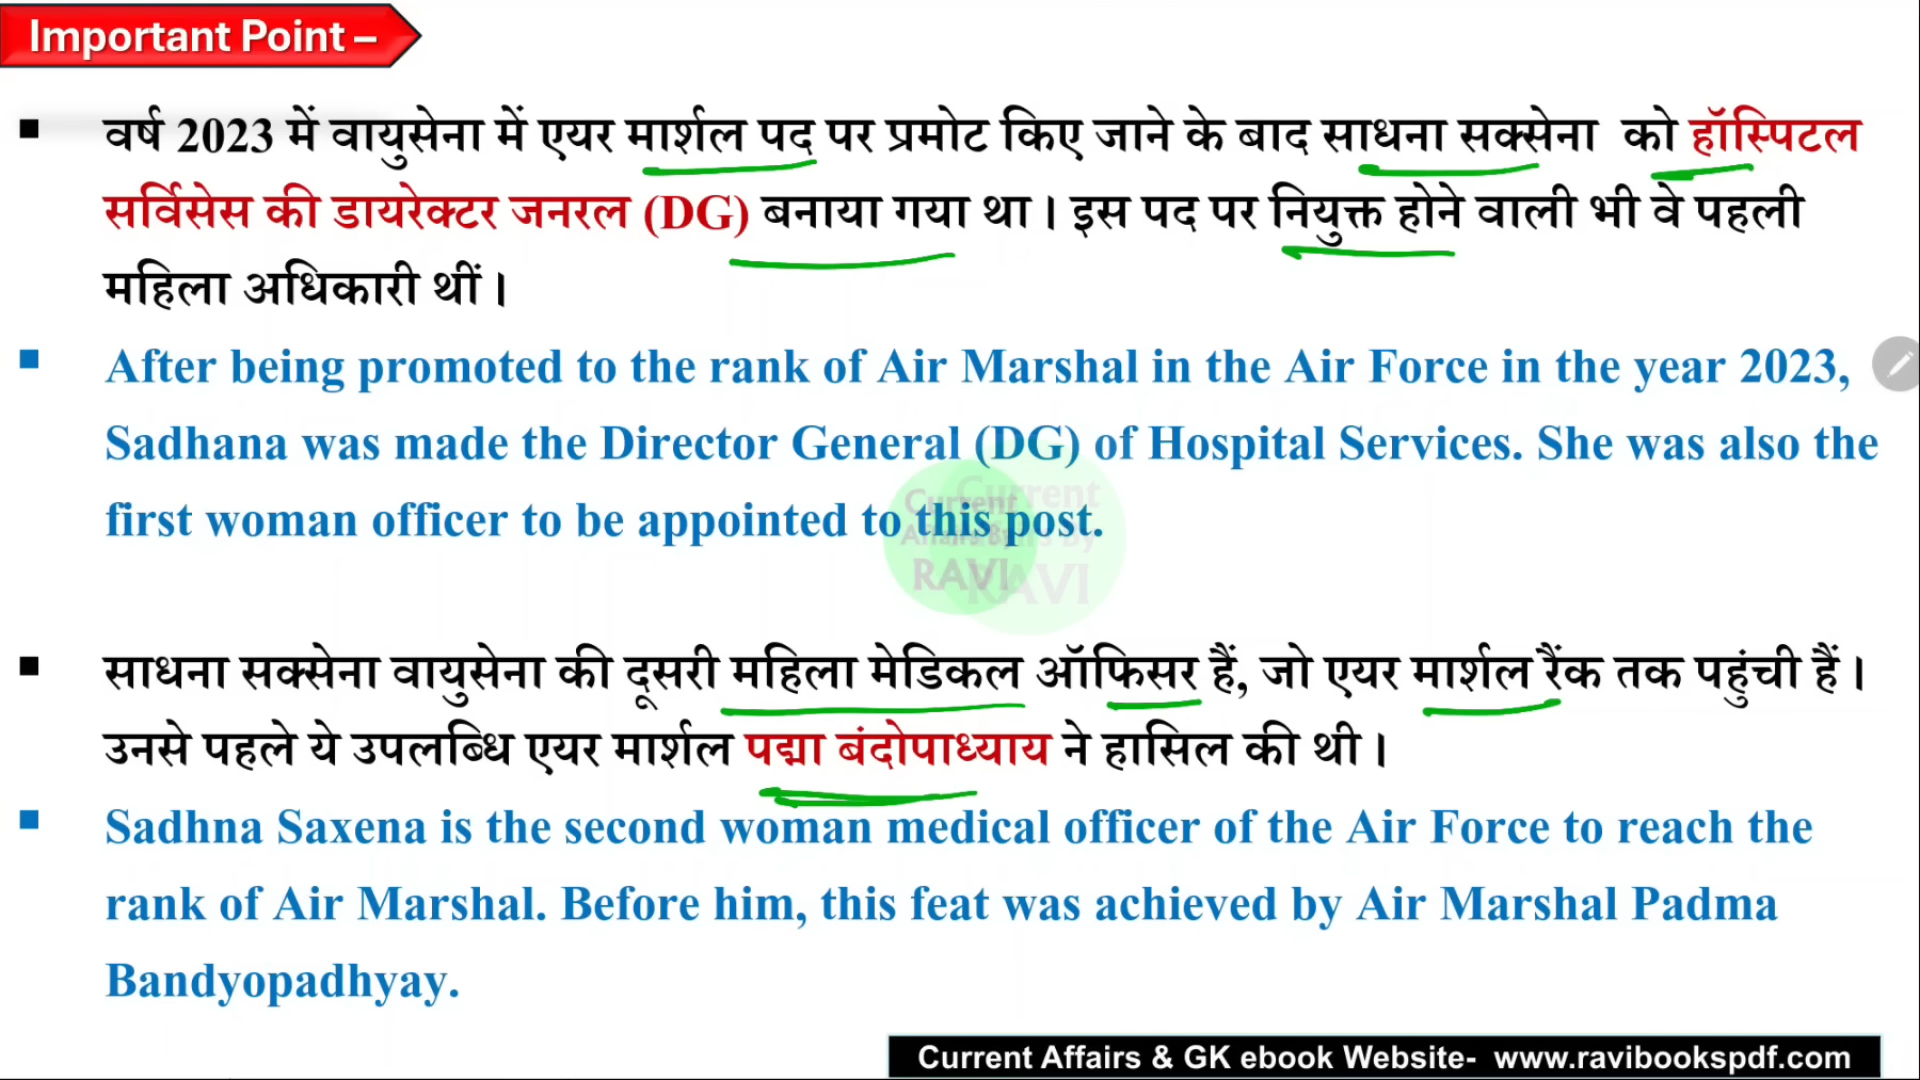 Important Point –
▪ वर्ष 2023 में वायुसेना में एयर मार्शल पद पर प्रमोट किए जाने के बाद साधना सक्सेना को हॉस्पिटल
सर्विसेस की डायरेक्टर जनरल (DG) बनाया गया था। इस पद पर नियुक्त होने वाली भी वे पहली
महिला अधिकारी थीं।
▪ After being promoted to the rank of Air Marshal in the Air Force in the year 2023,
Sadhana was made the Director General (DG) of Hospital Services. She was also the
first woman officer to be appointed to this post.
Current
Affairs By
RAVI
▪ साधना सक्सेना वायुसेना की दूसरी महिला मेडिकल ऑफिसर हैं, जो एयर मार्शल रैंक तक पहुंची हैं।
उनसे पहले ये उपलब्धि एयर मार्शल पद्मा बंदोपाध्याय ने हासिल की थी।
▪ Sadhna Saxena is the second woman medical officer of the Air Force to reach the
rank of Air Marshal. Before him, this feat was achieved by Air Marshal Padma
Bandyopadhyay.
Current Affairs & GK ebook Website- www.ravibookspdf.com